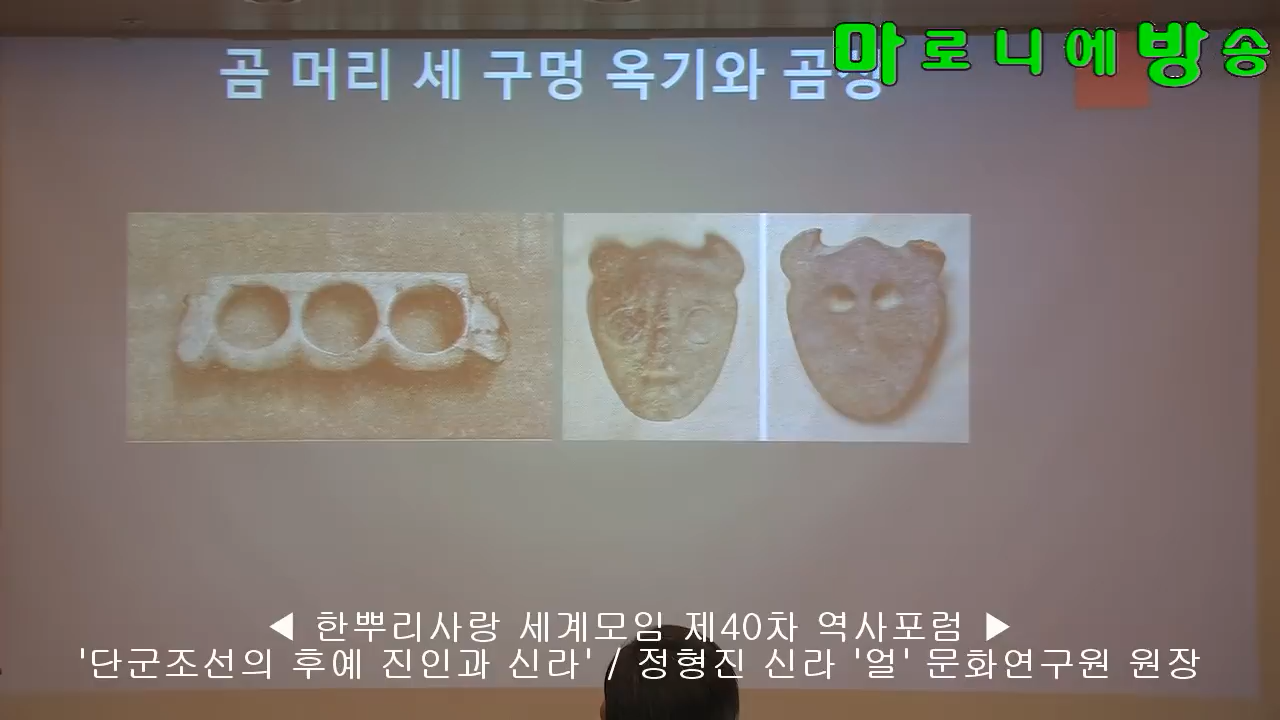 곰 머리 세 구멍 옥기와
마로니에방송
◀ 한뿌리사랑 세계모임 제40차 역사포럼 ▶
'단군조선의 후예 진인과 신라' / 정형진 신라 '얼' 문화연구원 원장